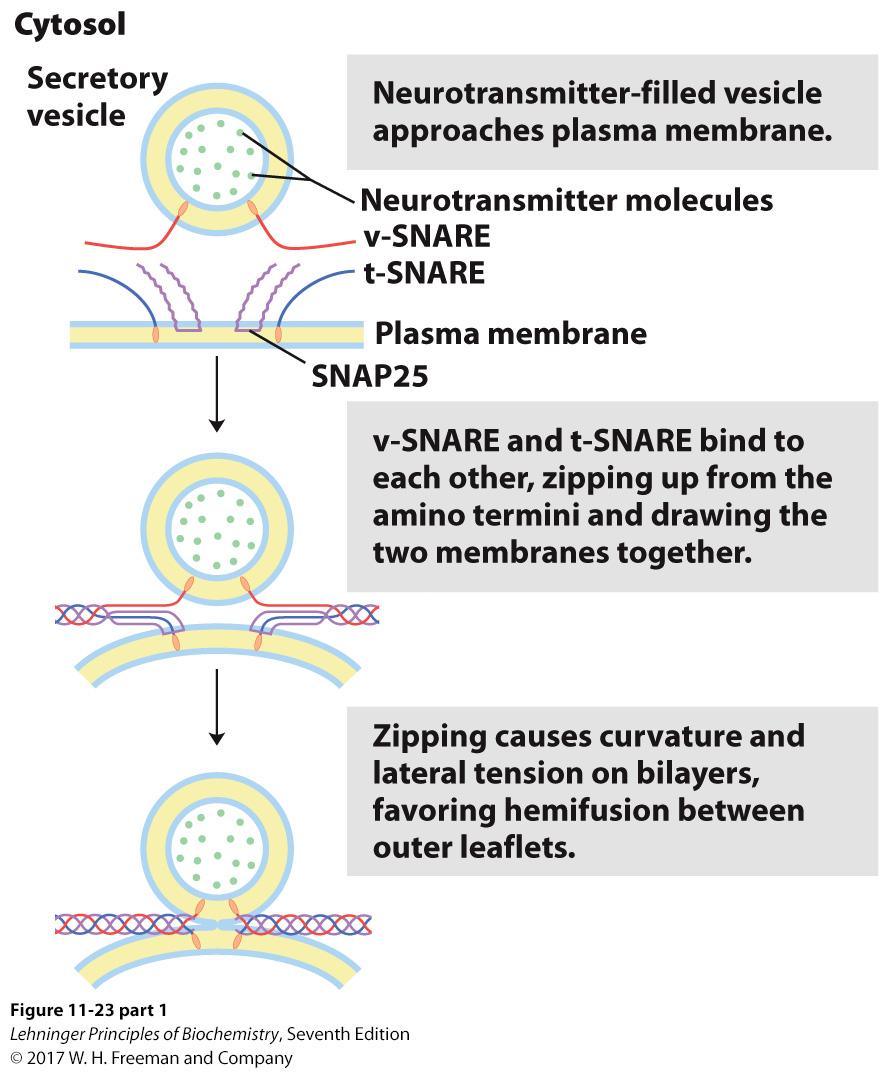 Cytosol
Secretory
vesicle
Neurotransmitter-filled vesicle
approaches plasma membrane.
Neurotransmitter molecules
v-SNARE
t-SNARE
Plasma membrane
SNAP25
v-SNARE and t-SNARE bind to
each other, zipping up from the
amino termini and drawing the
two membranes together.
Zipping causes curvature and
lateral tension on bilayers,
favoring hemifusion between
outer leaflets.
Figure 11-23 part 1
Lehninger Principles of Biochemistry, Seventh Edition
© 2017 W. H. Freeman and Company